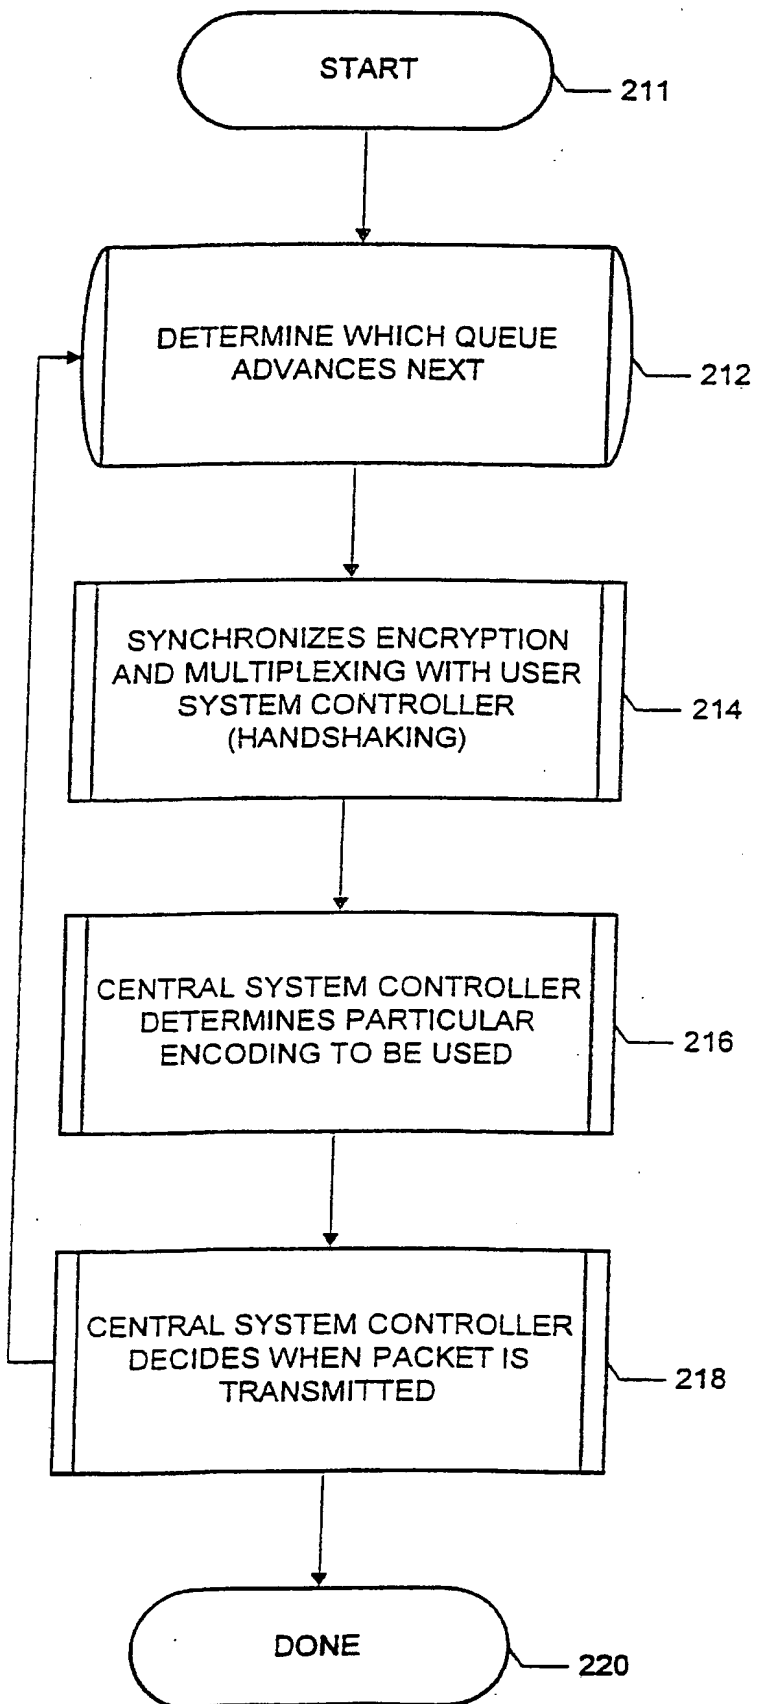 START
211
DETERMINE WHICH QUEUE
ADVANCES NEXT
212
SYNCHRONIZES ENCRYPTION
AND MULTIPLEXING WITH USER
SYSTEM CONTROLLER
(HANDSHAKING)
214
CENTRAL SYSTEM CONTROLLER
DETERMINES PARTICULAR
ENCODING TO BE USED
216
CENTRAL SYSTEM CONTROLLER
DECIDES WHEN PACKET IS
TRANSMITTED
218
DONE
220